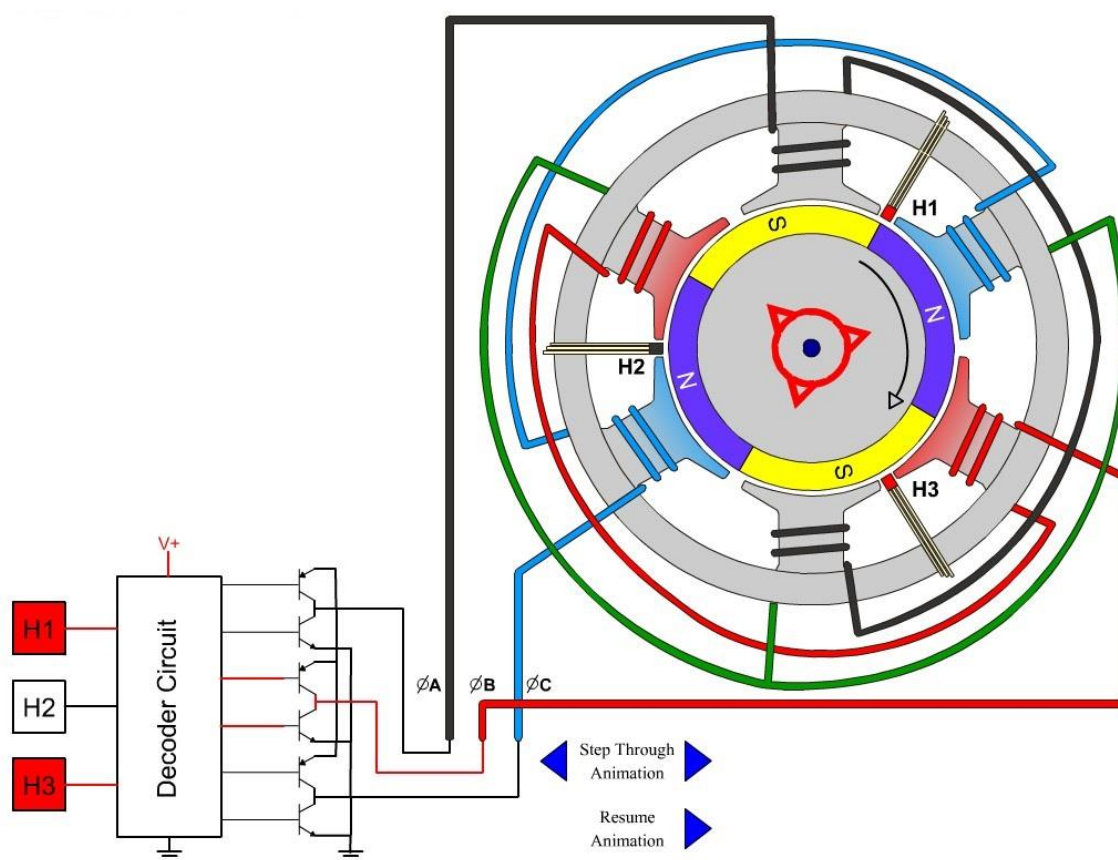 S
H1
N
H2
N
S
H3
V+
H1
H2
H3
Decoder Circuit
ØA
ØB
ØC
Step Through
Animation
Resume
Animation